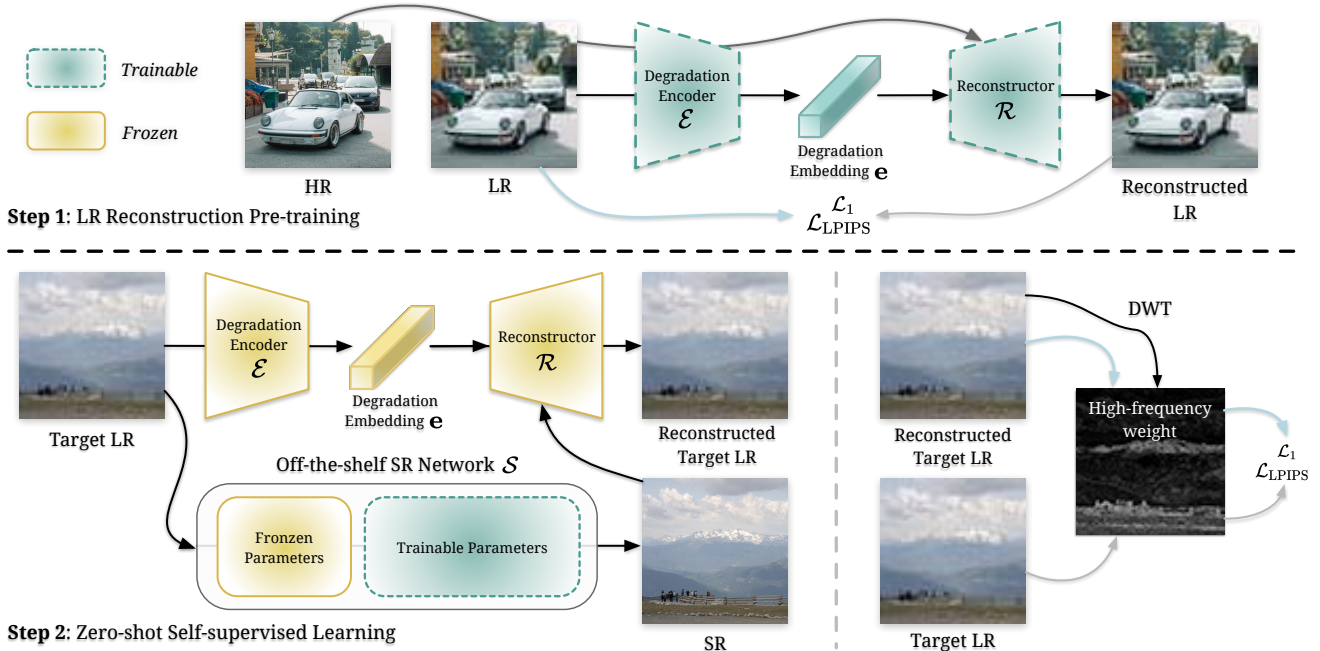 Trainable
Frozen
HR
LR
Degradation
Encoder
ℰ
Degradation
Embedding e
Reconstructor
ℛ
Reconstructed
LR
ℒ₁
ℒ_LPIPS
Step 1: LR Reconstruction Pre-training
Target LR
Degradation
Encoder
ℰ
Degradation
Embedding e
Reconstructor
ℛ
Reconstructed
Target LR
Off-the-shelf SR Network 𝒮
Fronzen
Parameters
Trainable Parameters
SR
Step 2: Zero-shot Self-supervised Learning
DWT
Reconstructed
Target LR
High-frequency
weight
ℒ₁
ℒ_LPIPS
Target LR